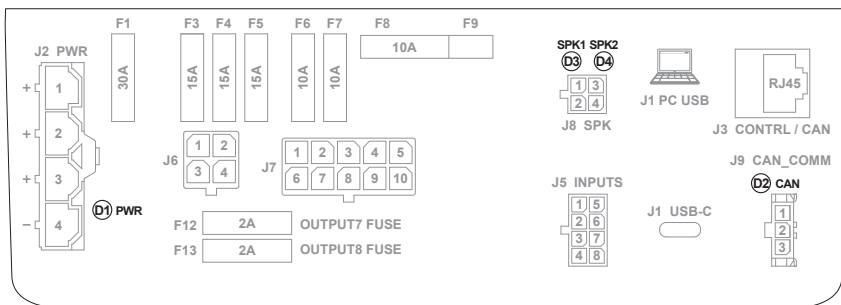 F1 F3 F4 F5 F6 F7 F8 F9
J2 PWR
30A 15A 15A 15A 10A 10A 10A
SPK1 SPK2
D3 D4
1 3
2 4
J8 SPK
J1 PC USB
RJ45
J3 CONTRL / CAN
+ 1
+ 2
+ 3
- 4
D1 PWR
J6
1 2
3 4
J7
1 2 3 4 5
6 7 8 9 10
F12 2A OUTPUT7 FUSE
F13 2A OUTPUT8 FUSE
J5 INPUTS
1 5
2 6
3 7
4 8
J1 USB-C
J9 CAN_COMM
D2 CAN
1
2
3